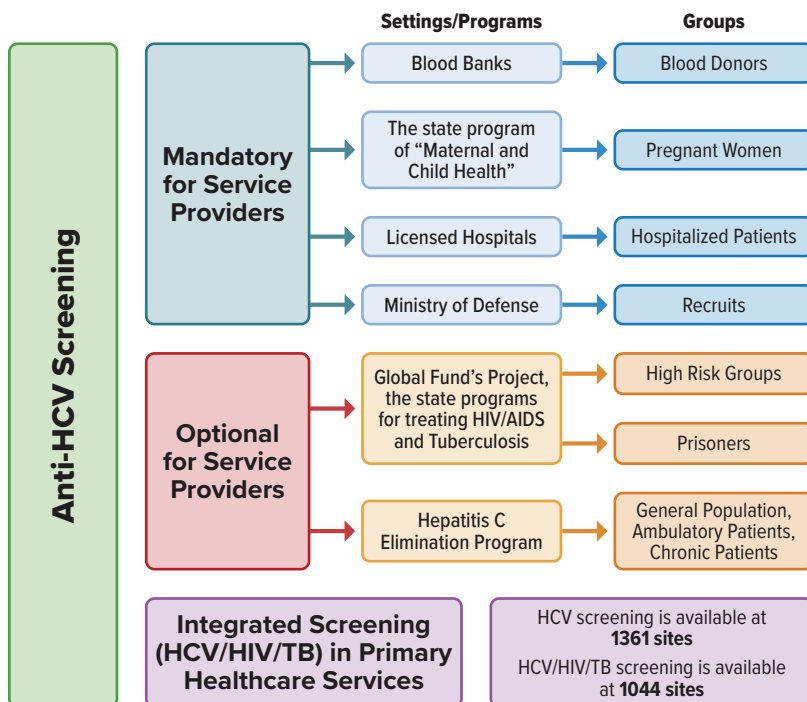 Settings/Programs
Groups
Anti-HCV Screening
Mandatory
for Service
Providers
Blood Banks
Blood Donors
The state program
of “Maternal and
Child Health”
Pregnant Women
Licensed Hospitals
Hospitalized Patients
Ministry of Defense
Recruits
Optional
for Service
Providers
Global Fund’s Project,
the state programs
for treating HIV/AIDS
and Tuberculosis
High Risk Groups
Prisoners
Hepatitis C
Elimination Program
General Population,
Ambulatory Patients,
Chronic Patients
Integrated Screening
(HCV/HIV/TB) in Primary
Healthcare Services
HCV screening is available at
1361 sites
HCV/HIV/TB screening is available
at 1044 sites